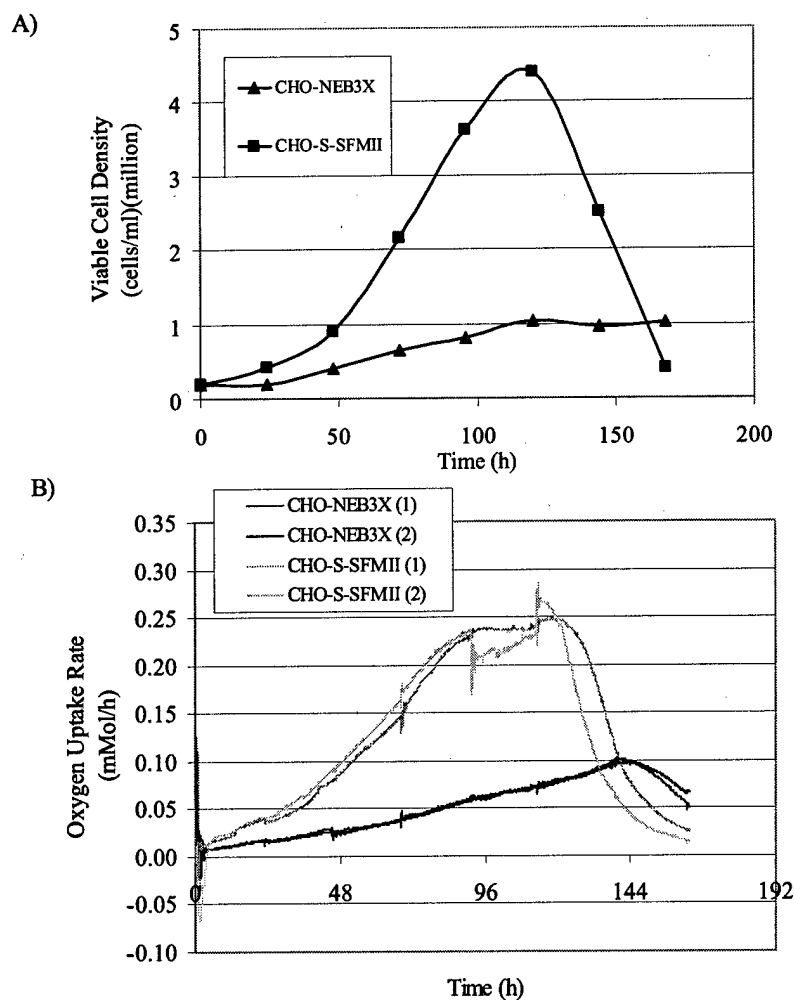 A)
Viable Cell Density
(cells/ml)(million)
5
4
3
2
1
0
CHO-NEB3X
CHO-S-SFMII
0
50
100
150
200
Time (h)
B)
CHO-NEB3X (1)
CHO-NEB3X (2)
CHO-S-SFMII (1)
CHO-S-SFMII (2)
Oxygen Uptake Rate
(mMol/h)
0.35
0.30
0.25
0.20
0.15
0.10
0.05
0.00
-0.05
-0.10
0
48
96
144
192
Time (h)